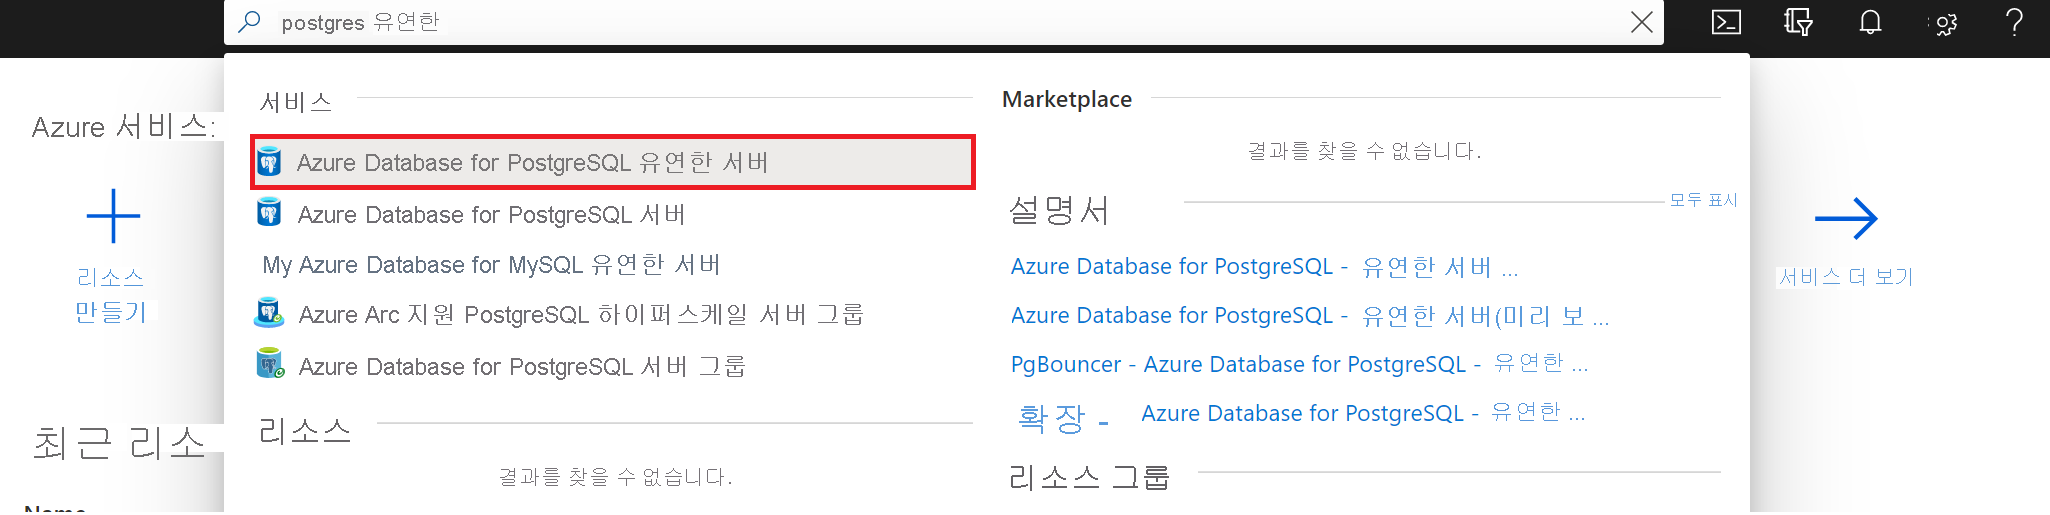 postgres 유연한
Azure 서비스:
리소스
만들기
최근 리소
서비스
Azure Database for PostgreSQL 유연한 서버
Azure Database for PostgreSQL 서버
My Azure Database for MySQL 유연한 서버
Azure Arc 지원 PostgreSQL 하이퍼스케일 서버 그룹
Azure Database for PostgreSQL 서버 그룹
리소스
결과를 찾을 수 없습니다.
Marketplace
결과를 찾을 수 없습니다.
설명서
모두 표시
Azure Database for PostgreSQL - 유연한 서버 ...
Azure Database for PostgreSQL - 유연한 서버(미리 보 ...
PgBouncer - Azure Database for PostgreSQL - 유연한 ...
확장 - Azure Database for PostgreSQL - 유연한 ...
리소스 그룹
서비스 더 보기